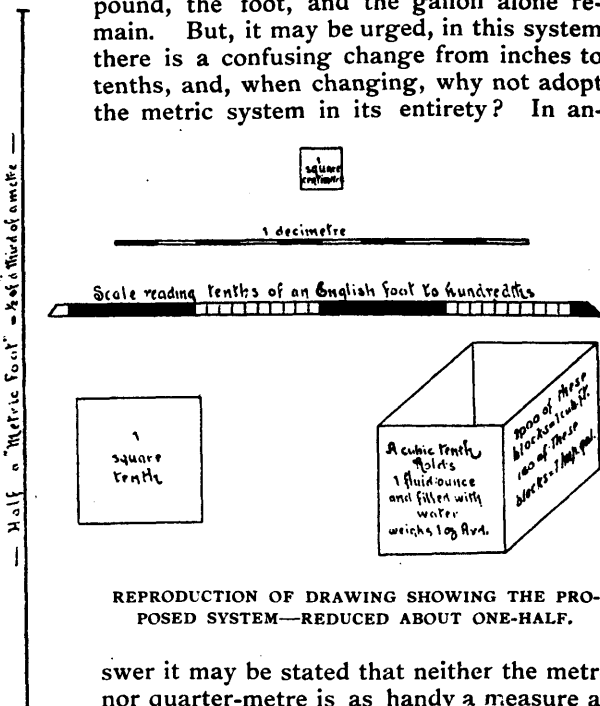 pound, the foot, and the gallon alone re-
main. But, it may be urged, in this system
there is a confusing change from inches to
tenths, and, when changing, why not adopt
the metric system in its entirety? In an-
1
square
centimetre
1 decimetre
Scale reading tenths of an English foot to hundredths
— Half a "Metric Foot" = ½ of a third of a metre —
1
square
tenth
A cubic tenth
holds
1 fluid ounce
and filled with
water
weighs 1 oz Avd.
1000 of these
blocks = 1 cub. ft.
160 of these
blocks = 1 Imp. gal.
REPRODUCTION OF DRAWING SHOWING THE PRO-
POSED SYSTEM—REDUCED ABOUT ONE-HALF.
swer it may be stated that neither the metr
nor quarter-metre is as handy a measure a